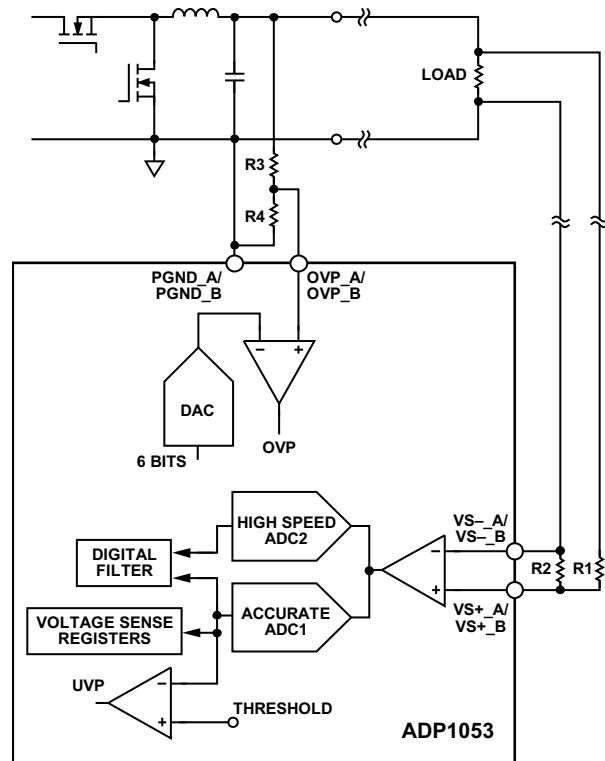 LOAD
R3
R4
PGND_A/
PGND_B
OVP_A/
OVP_B
–
+
DAC
6 BITS
OVP
HIGH SPEED
ADC2
VS–_A/
VS–_B
DIGITAL
FILTER
–
R2
R1
+
VS+_A/
VS+_B
ACCURATE
ADC1
VOLTAGE SENSE
REGISTERS
UVP
–
+
THRESHOLD
ADP1053